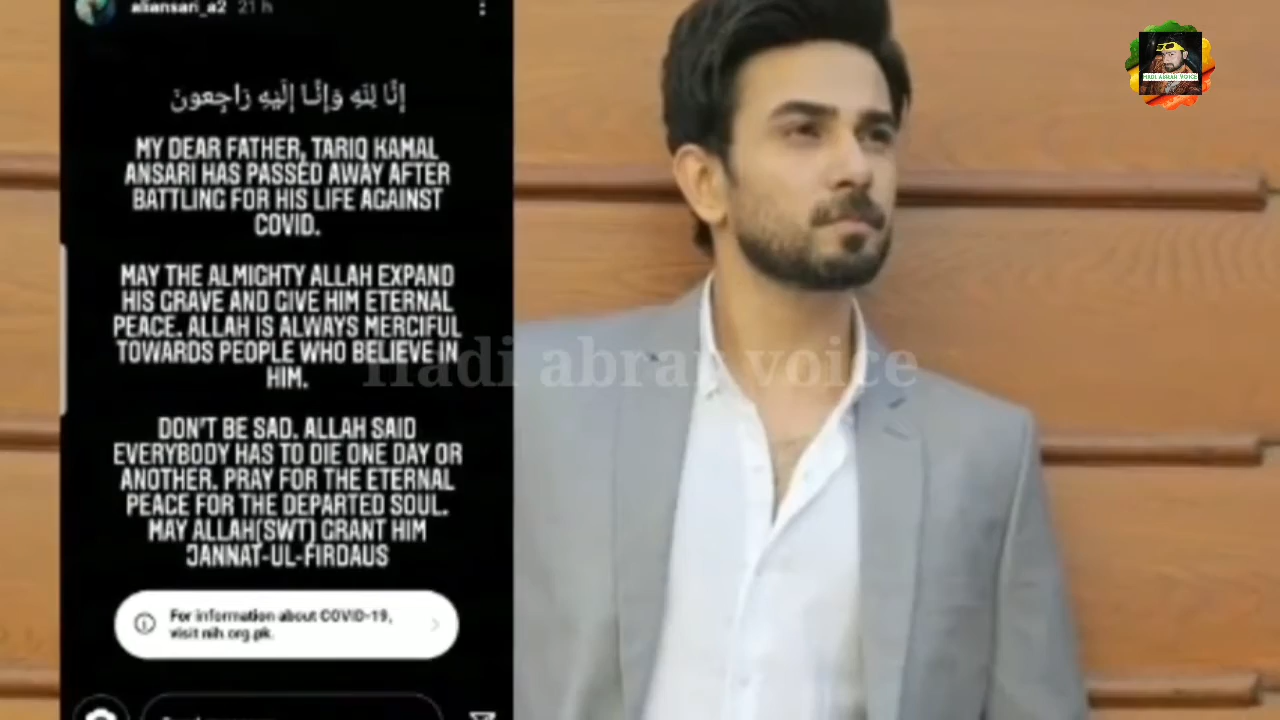 aliansari_a2 21 h
إِنَّا لِلَّهِ وَإِنَّا إِلَيْهِ رَاجِعونَ
MY DEAR FATHER, TARIQ KAMAL
ANSARI HAS PASSED AWAY AFTER
BATTLING FOR HIS LIFE AGAINST
COVID.
MAY THE ALMIGHTY ALLAH EXPAND
HIS GRAVE AND GIVE HIM ETERNAL
PEACE. ALLAH IS ALWAYS MERCIFUL
TOWARDS PEOPLE WHO BELIEVE IN
HIM.
DON'T BE SAD. ALLAH SAID
EVERYBODY HAS TO DIE ONE DAY OR
ANOTHER. PRAY FOR THE ETERNAL
PEACE FOR THE DEPARTED SOUL.
MAY ALLAH(SWT) GRANT HIM
JANNAT-UL-FIRDAUS
For information about COVID-19,
visit nih.org.pk.
Hadi abrar voice
HADI ABRAR VOICE